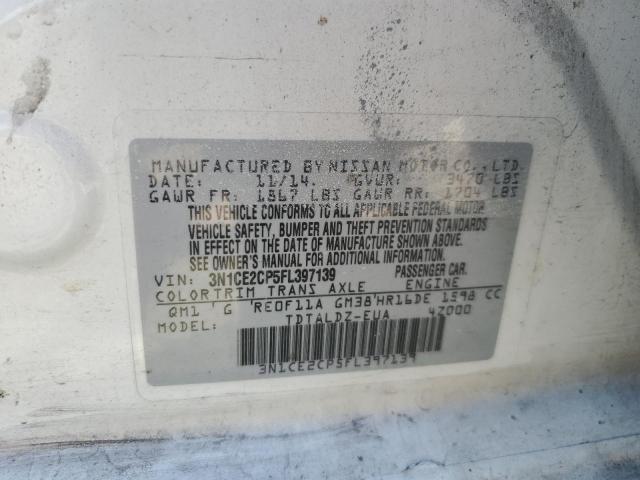 MANUFACTURED BY NISSAN MOTOR CO., LTD.
DATE: 11/14. GVWR: 3470 LBS
GAWR FR: 1867 LBS GAWR RR: 1704 LBS
THIS VEHICLE CONFORMS TO ALL APPLICABLE FEDERAL MOTOR
VEHICLE SAFETY, BUMPER AND THEFT PREVENTION STANDARDS
IN EFFECT ON THE DATE OF MANUFACTURE SHOWN ABOVE.
SEE OWNER'S MANUAL FOR ADDITIONAL INFORMATION.
VIN: 3N1CE2CP5FL397139 PASSENGER CAR.
COLOR TRIM TRANS AXLE ENGINE
QM1 G RE0F11A GM38 HR16DE 1598 CC
MODEL: TDTALDZ-EUA 4Z000
3N1CE2CP5FL397139